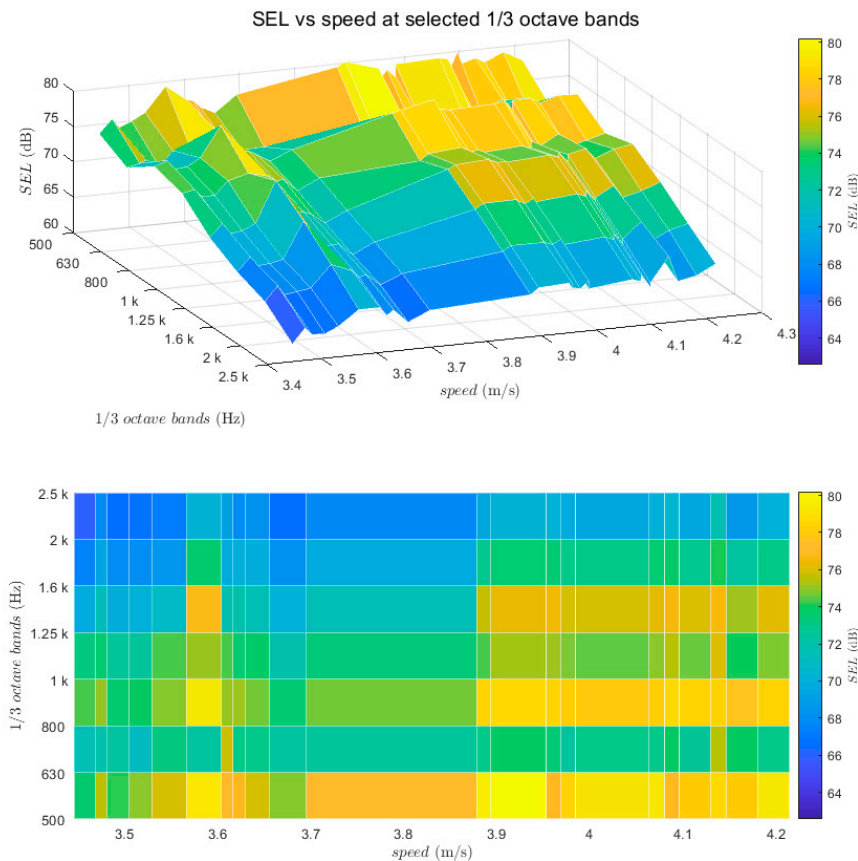 SEL vs speed at selected 1/3 octave bands
80
75
70
65
60
SEL (dB)
500
630
800
1 k
1.25 k
1.6 k
2 k
2.5 k
1/3 octave bands (Hz)
3.4
3.5
3.6
3.7
3.8
3.9
4
4.1
4.2
4.3
speed (m/s)
80
78
76
74
72
70
68
66
64
SEL (dB)
2.5 k
2 k
1.6 k
1.25 k
1 k
800
630
500
1/3 octave bands (Hz)
3.5
3.6
3.7
3.8
3.9
4
4.1
4.2
speed (m/s)
80
78
76
74
72
70
68
66
64
SEL (dB)